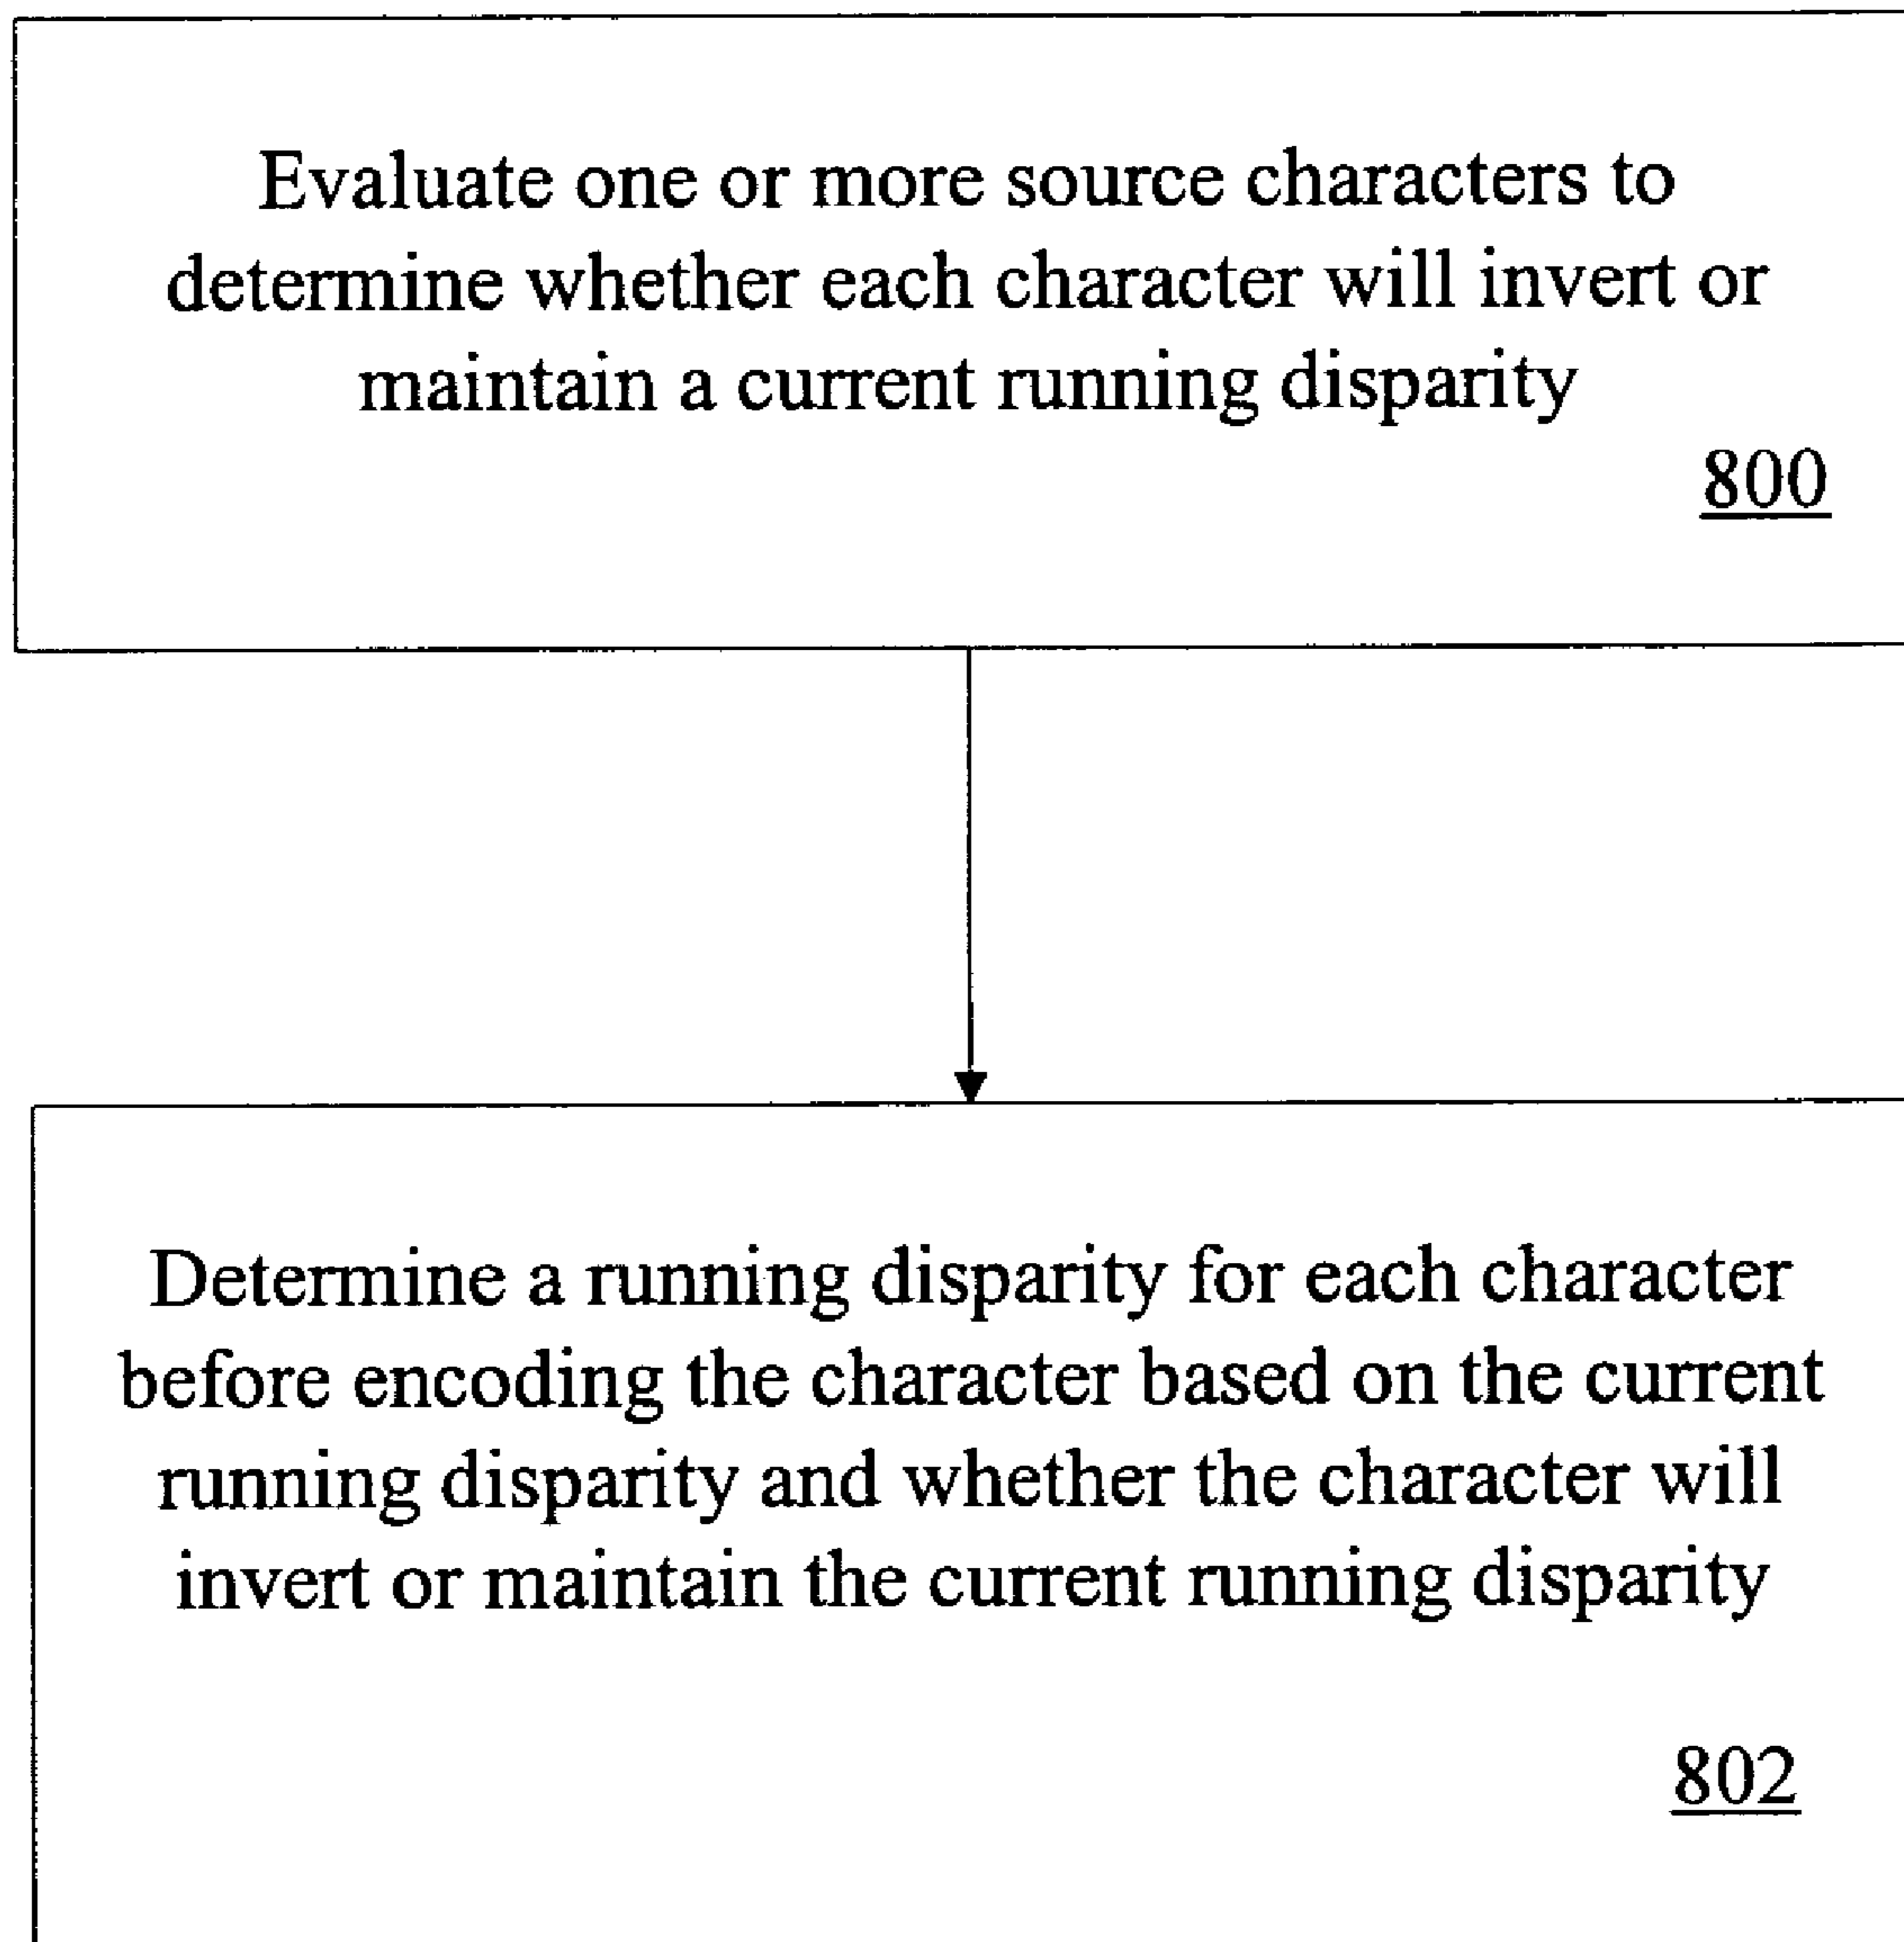 Evaluate one or more source characters to
determine whether each character will invert or
maintain a current running disparity
800
Determine a running disparity for each character
before encoding the character based on the current
running disparity and whether the character will
invert or maintain the current running disparity
802